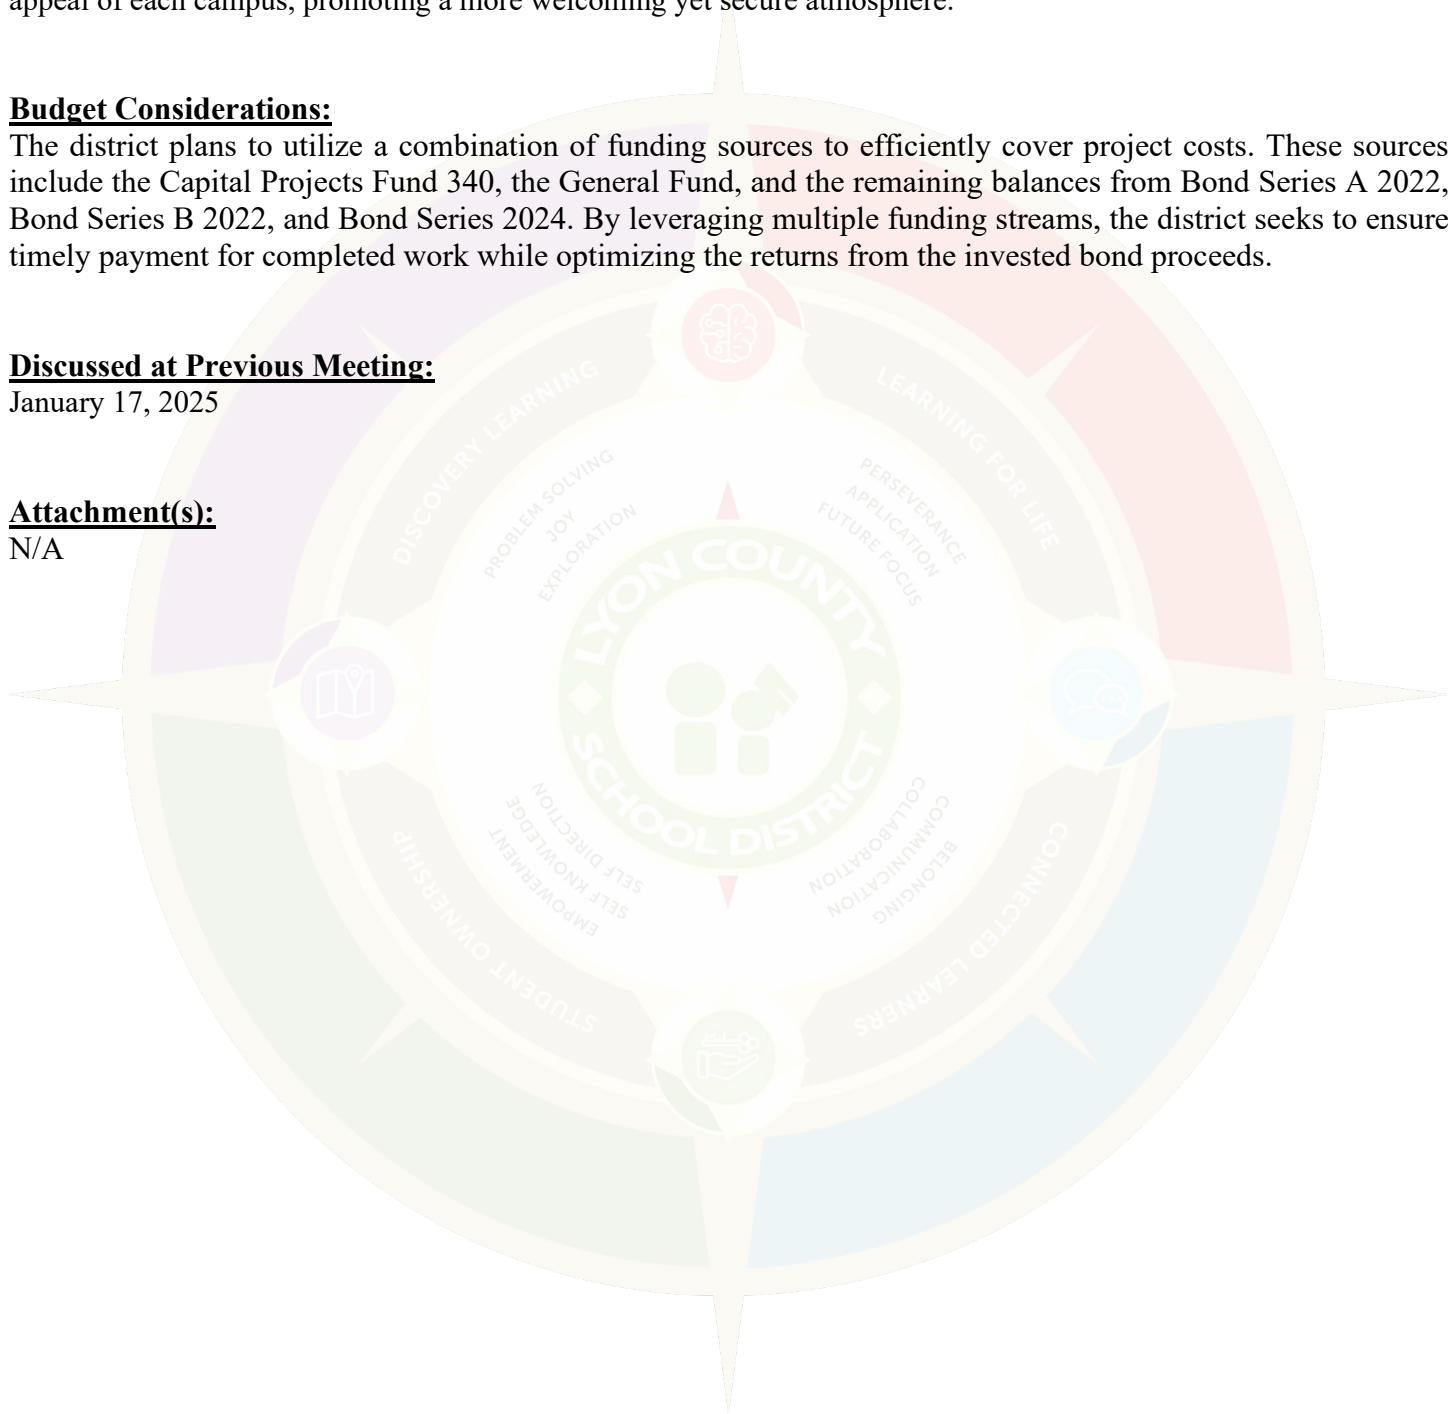 appeal of each campus, promoting a more welcoming yet secure atmosphere.
Budget Considerations:
The district plans to utilize a combination of funding sources to efficiently cover project costs. These sources
include the Capital Projects Fund 340, the General Fund, and the remaining balances from Bond Series A 2022,
Bond Series B 2022, and Bond Series 2024. By leveraging multiple funding streams, the district seeks to ensure
timely payment for completed work while optimizing the returns from the invested bond proceeds.
Discussed at Previous Meeting:
January 17, 2025
Attachment(s):
N/A
DISCOVERY LEARNING
LEARNING FOR LIFE
PROBLEM SOLVING
JOY
EXPLORATION
PERSEVERANCE
APPLICATION
FUTURE FOCUS
LYON COUNTY
SCHOOL DISTRICT
SELF DIRECTION
SELF KNOWLEDGE
EMPOWERMENT
COLLABORATION
COMMUNICATION
BELONGING
STUDENT OWNERSHIP
CONNECTED LEARNERS